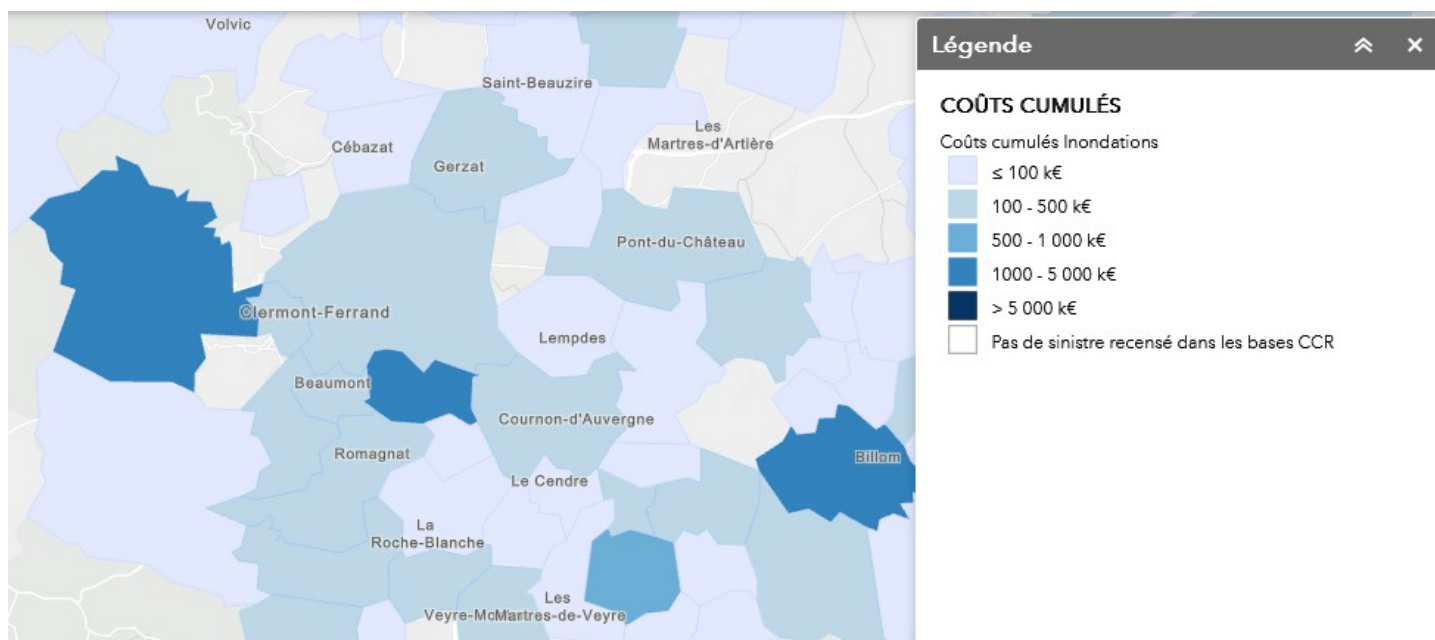 Volvic
Saint-Beauzire
Les
Martres-d'Artière
Cébazat
Gerzat
Pont-du-Château
Clermont-Ferrand
Lempdes
Beaumont
Cournon-d'Auvergne
Romagnat
Billom
Le Cendre
La
Roche-Blanche
Les
Martres-de-Veyre
Légende
COÛTS CUMULÉS
Coûts cumulés Inondations
≤ 100 k€
100 - 500 k€
500 - 1 000 k€
1000 - 5 000 k€
> 5 000 k€
Pas de sinistre recensé dans les bases CCR